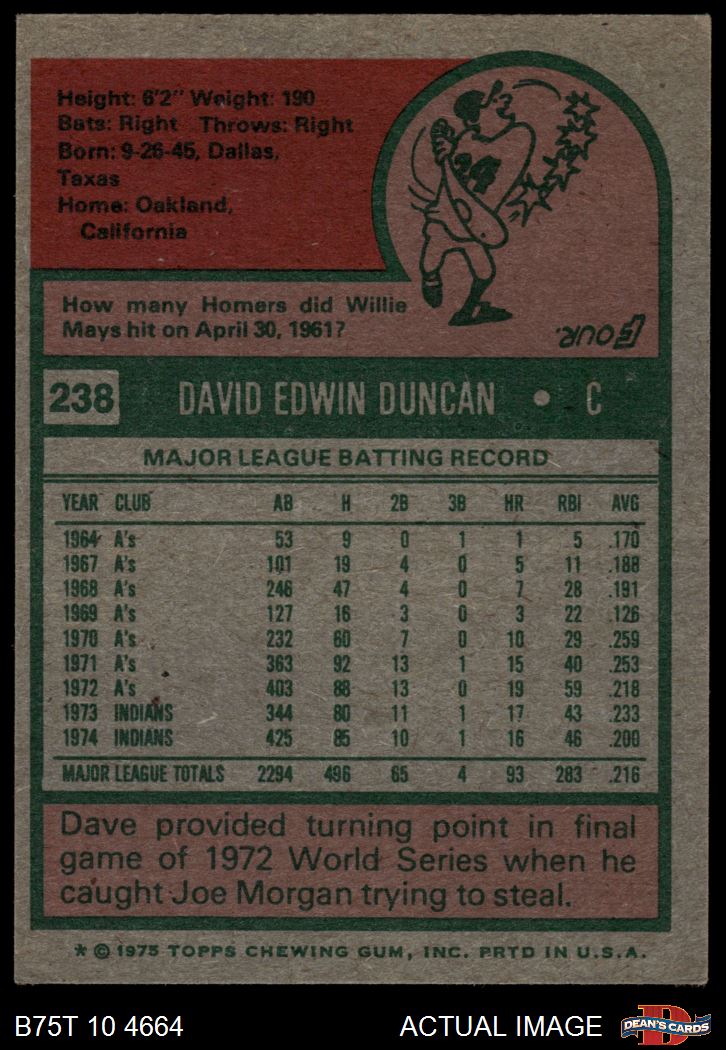 Height: 6'2" Weight: 190
Bats: Right Throws: Right
Born: 9-26-45, Dallas,
Texas
Home: Oakland,
California
24
How many Homers did Willie
Mays hit on April 30, 1961?
FOUR.
238 DAVID EDWIN DUNCAN • C
MAJOR LEAGUE BATTING RECORD
YEAR CLUB AB H 2B 3B HR RBI AVG
1964 A's 53 9 0 1 1 5 .170
1967 A's 101 19 4 0 5 11 .188
1968 A's 246 47 4 0 7 28 .191
1969 A's 127 16 3 0 3 22 .126
1970 A's 232 60 7 0 10 29 .259
1971 A's 363 92 13 1 15 40 .253
1972 A's 403 88 13 0 19 59 .218
1973 INDIANS 344 80 11 1 17 43 .233
1974 INDIANS 425 85 10 1 16 46 .200
MAJOR LEAGUE TOTALS 2294 496 65 4 93 283 .216
Dave provided turning point in final
game of 1972 World Series when he
caught Joe Morgan trying to steal.
* © 1975 TOPPS CHEWING GUM, INC. PRTD IN U.S.A.
B75T 10 4664 ACTUAL IMAGE
D
DEAN'S CARDS